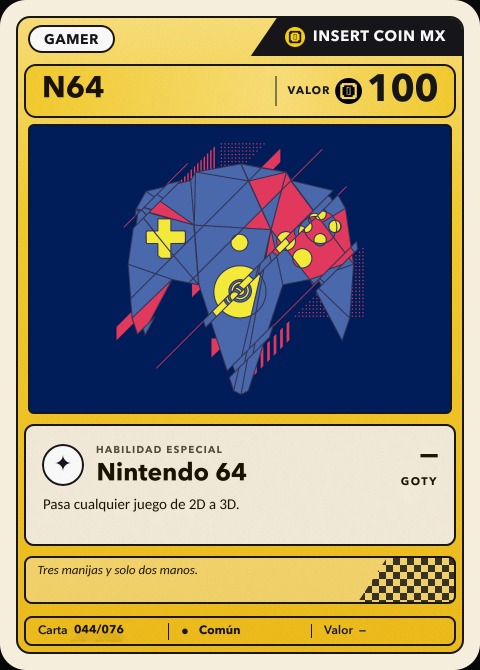 GAMER
INSERT COIN MX
N64
VALOR 100
HABILIDAD ESPECIAL
Nintendo 64
—
GOTY
Pasa cualquier juego de 2D a 3D.
Tres manijas y solo dos manos.
Carta 044/076 ● Común Valor —